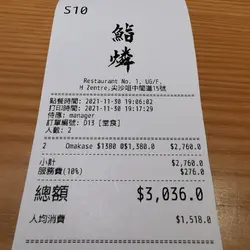 S10
鮨
燐
Restaurant No. 1, UG/F,
H Zentre,尖沙咀中間道15號
點餐時間: 2021-11-30 19:06:02
打印時間: 2021-11-30 19:17:29
侍應: manager
訂單編號: D13 [堂食]
人數: 2
2 Omakase $1380 0$1,380.0 $2,760.0
小計 $2,760.0
服務費(10%) $276.0
總額 $3,036.0
人均消費 $1,518.0